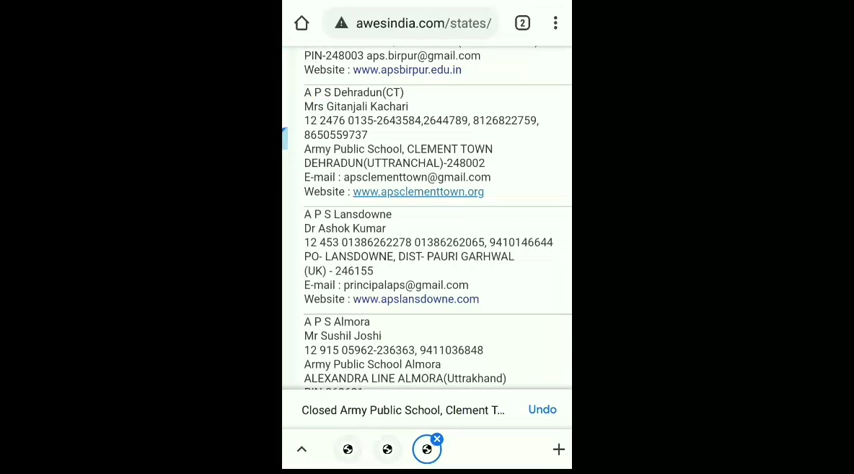 awesindia.com/states/
2
PIN-248003 aps.birpur@gmail.com
Website : www.apsbirpur.edu.in
A P S Dehradun(CT)
Mrs Gitanjali Kachari
12 2476 0135-2643584,2644789, 8126822759,
8650559737
Army Public School, CLEMENT TOWN
DEHRADUN(UTTRANCHAL)-248002
E-mail : apsclementtown@gmail.com
Website : www.apsclementtown.org
A P S Lansdowne
Dr Ashok Kumar
12 453 01386262278 01386262065, 9410146644
PO- LANSDOWNE, DIST- PAURI GARHWAL
(UK) - 246155
E-mail : principalaps@gmail.com
Website : www.apslansdowne.com
A P S Almora
Mr Sushil Joshi
12 915 05962-236363, 9411036848
Army Public School Almora
ALEXANDRA LINE ALMORA(Uttrakhand)
Closed Army Public School, Clement T... Undo